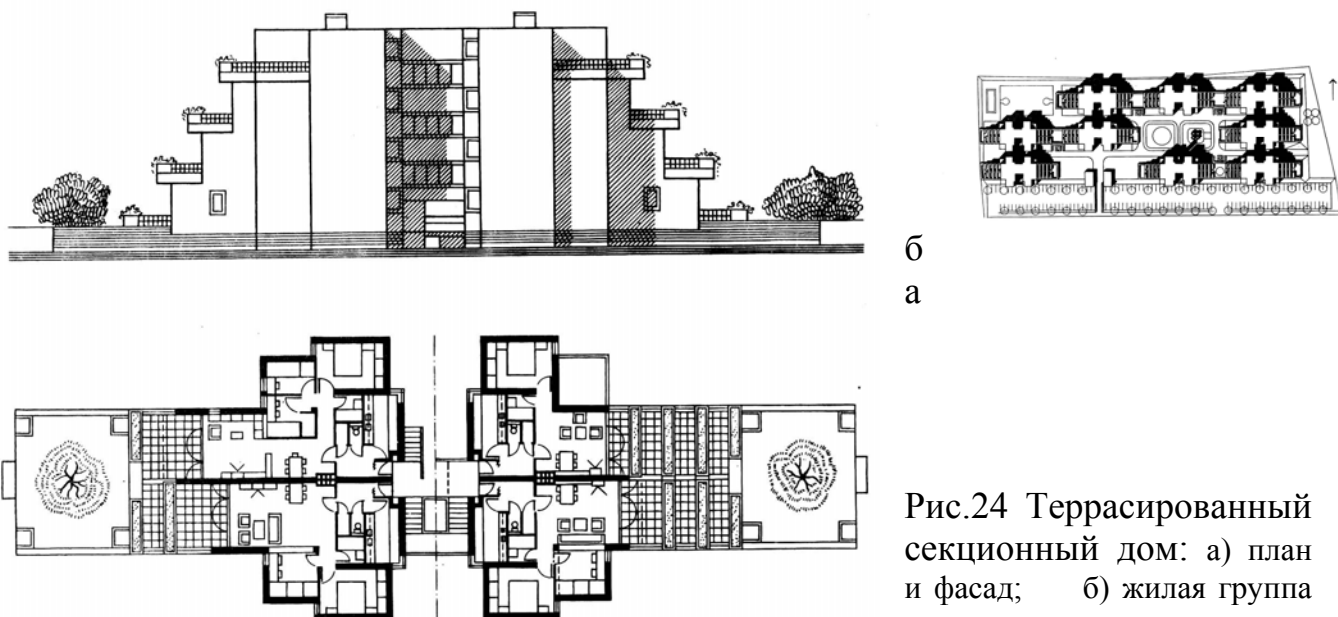 б
а
Рис.24 Террасированный
секционный дом: а) план
и фасад; б) жилая группа